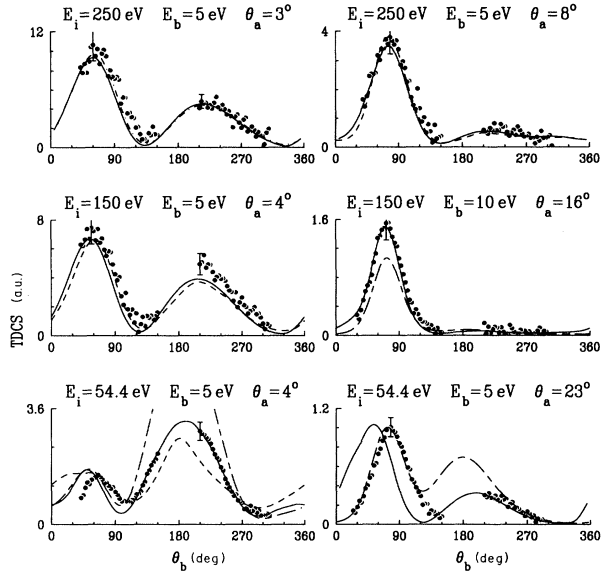 E_i=250 eV E_b=5 eV θ_a=3°
E_i=250 eV E_b=5 eV θ_a=8°
12
0
0 90 180 270 360
4
0
0 90 180 270 360
E_i=150 eV E_b=5 eV θ_a=4°
E_i=150 eV E_b=10 eV θ_a=16°
TDCS (a.u.)
8
0
0 90 180 270 360
1.6
0
0 90 180 270 360
E_i=54.4 eV E_b=5 eV θ_a=4°
E_i=54.4 eV E_b=5 eV θ_a=23°
3.6
0
0 90 180 270 360
1.2
0
0 90 180 270 360
θ_b (deg)
θ_b (deg)